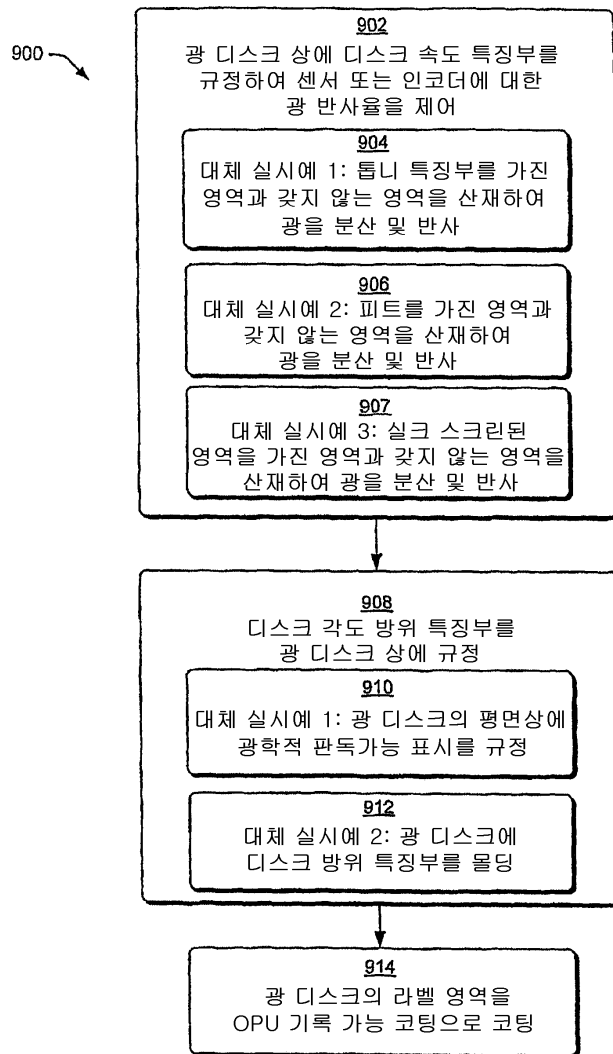 900
902
광 디스크 상에 디스크 속도 특징부를
규정하여 센서 또는 인코더에 대한
광 반사율을 제어
904
대체 실시예 1: 톱니 특징부를 가진
영역과 갖지 않는 영역을 산재하여
광을 분산 및 반사
906
대체 실시예 2: 피트를 가진 영역과
갖지 않는 영역을 산재하여
광을 분산 및 반사
907
대체 실시예 3: 실크 스크린된
영역을 가진 영역과 갖지 않는 영역을
산재하여 광을 분산 및 반사
908
디스크 각도 방위 특징부를
광 디스크 상에 규정
910
대체 실시예 1: 광 디스크의 평면상에
광학적 판독가능 표시를 규정
912
대체 실시예 2: 광 디스크에
디스크 방위 특징부를 몰딩
914
광 디스크의 라벨 영역을
OPU 기록 가능 코팅으로 코팅